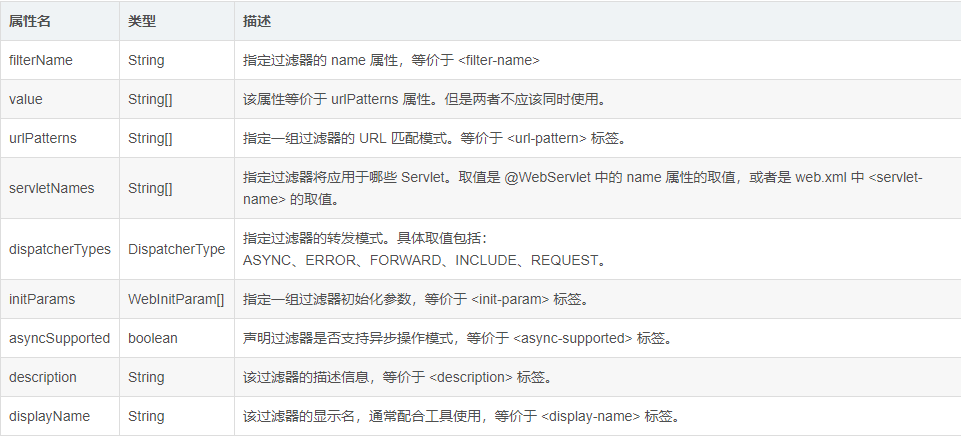 属性名 类型 描述
filterName String 指定过滤器的 name 属性，等价于 <filter-name>
value String[] 该属性等价于 urlPatterns 属性。但是两者不应该同时使用。
urlPatterns String[] 指定一组过滤器的 URL 匹配模式。等价于 <url-pattern> 标签。
servletNames String[] 指定过滤器将应用于哪些 Servlet。取值是 @WebServlet 中的 name 属性的取值，或者是 web.xml 中 <servlet-
name> 的取值。
dispatcherTypes DispatcherType 指定过滤器的转发模式。具体取值包括：
ASYNC、ERROR、FORWARD、INCLUDE、REQUEST。
initParams WebInitParam[] 指定一组过滤器初始化参数，等价于 <init-param> 标签。
asyncSupported boolean 声明过滤器是否支持异步操作模式，等价于 <async-supported> 标签。
description String 该过滤器的描述信息，等价于 <description> 标签。
displayName String 该过滤器的显示名，通常配合工具使用，等价于 <display-name> 标签。